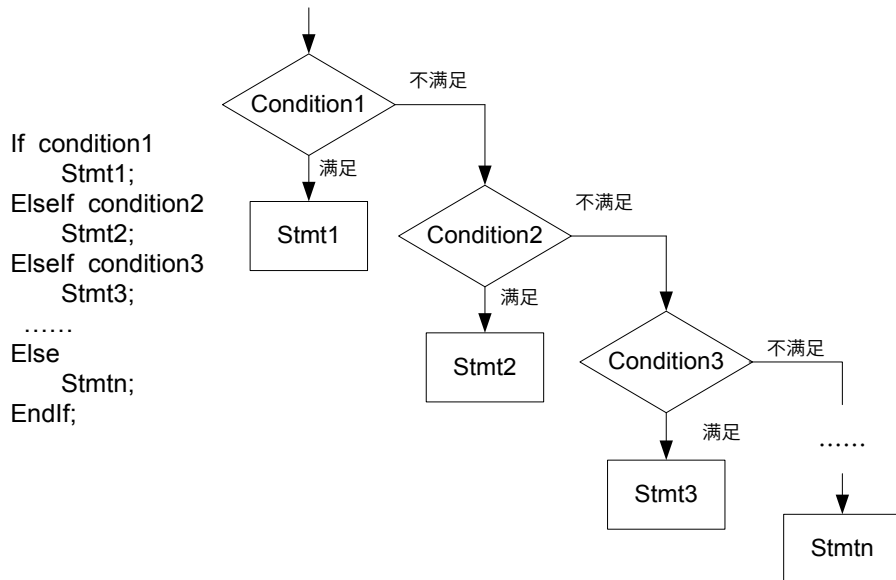 If condition1
Stmt1;
ElseIf condition2
Stmt2;
ElseIf condition3
Stmt3;
……
Else
Stmtn;
EndIf;
Condition1
不满足
满足
Stmt1
Condition2
不满足
满足
Stmt2
Condition3
不满足
满足
Stmt3
……
Stmtn